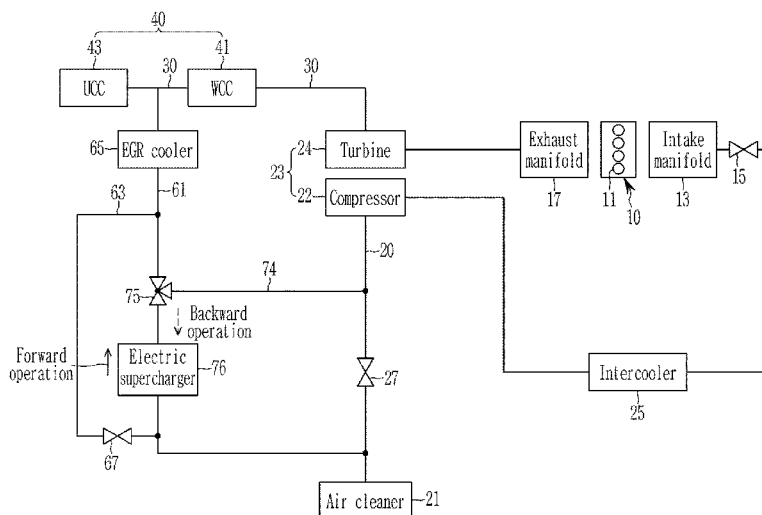 40
43
41
30
30
UCC
WCC
65
EGR cooler
24
Turbine
Exhaust
manifold
Intake
manifold
15
23
61
63
22
Compressor
17
11
10
13
20
74
75
Backward
operation
Forward
operation
Electric
supercharger
76
27
Intercooler
25
67
Air cleaner
21